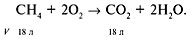 CH₄ + 2O₂ → CO₂ + 2H₂O.
V 18 л 18 л